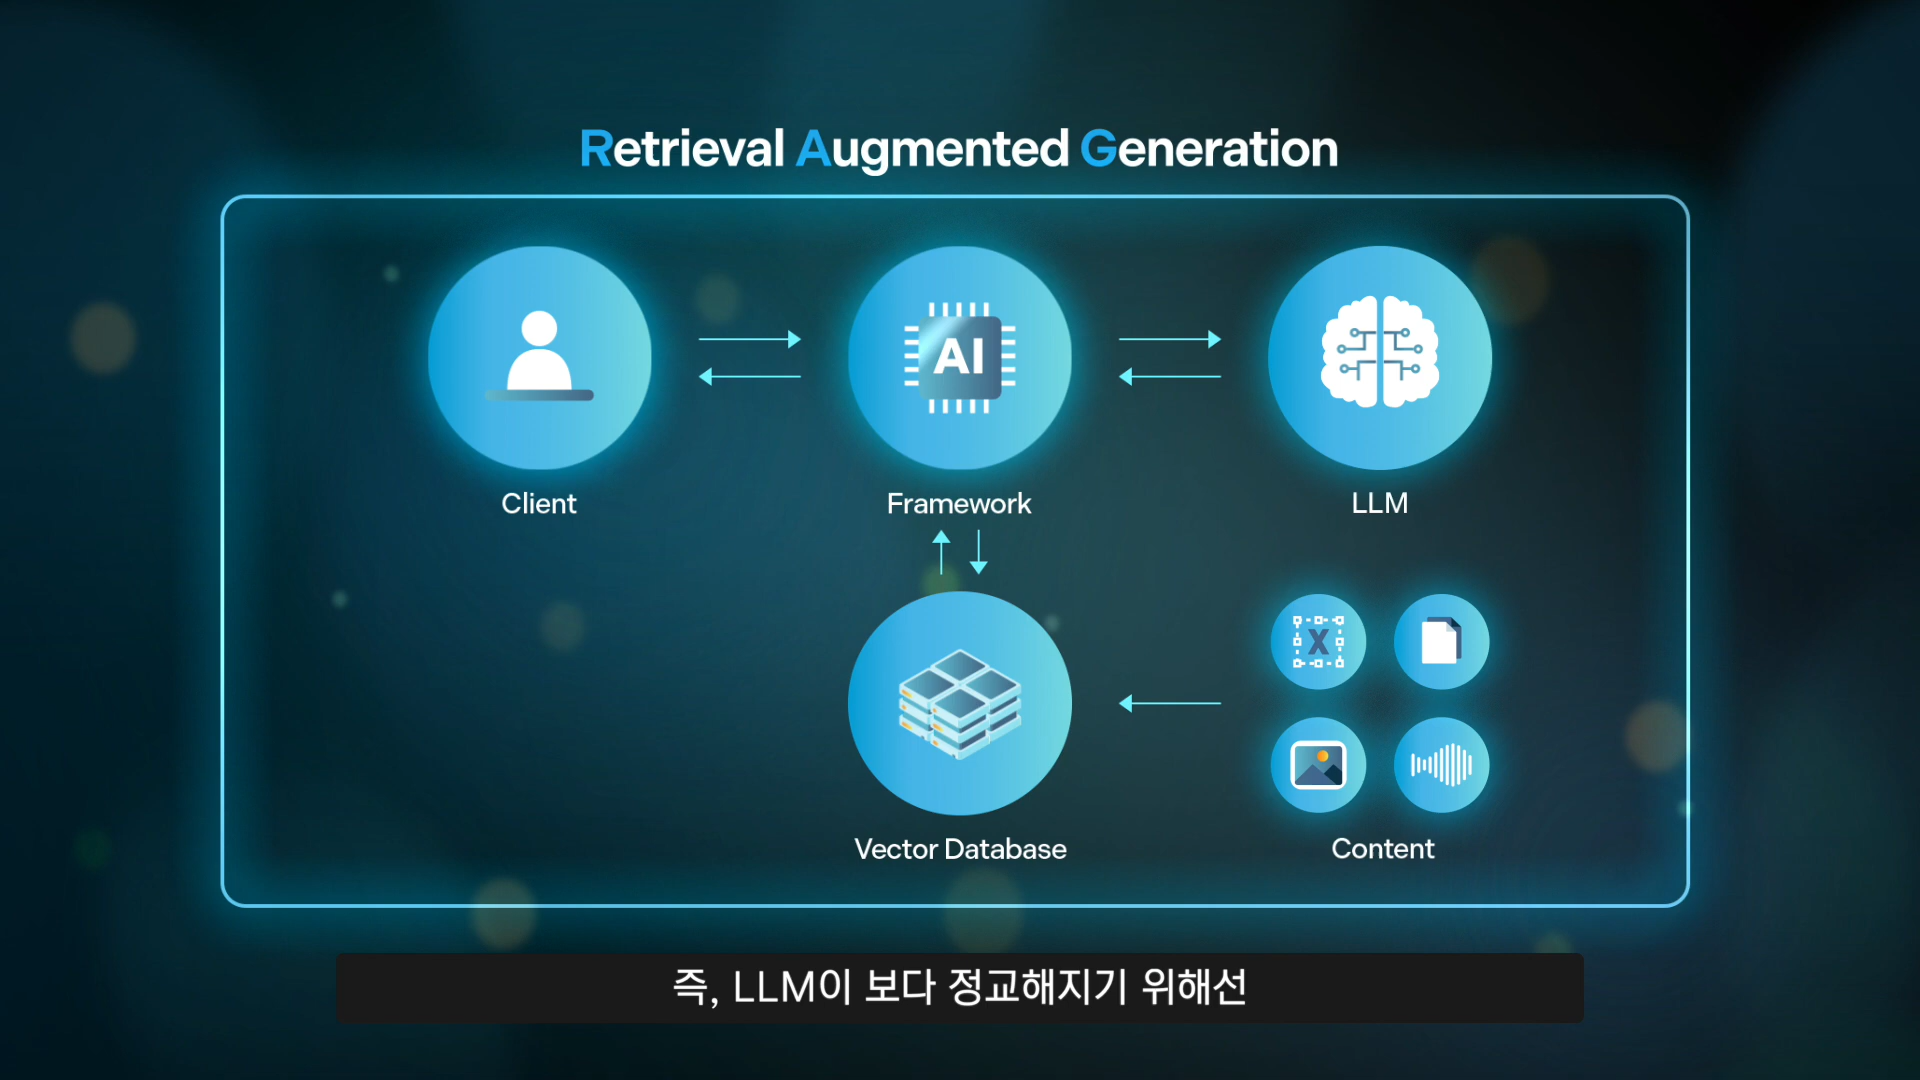 Retrieval Augmented Generation
AI
Client
Framework
LLM
X
Vector Database
Content
즉, LLM이 보다 정교해지기 위해선